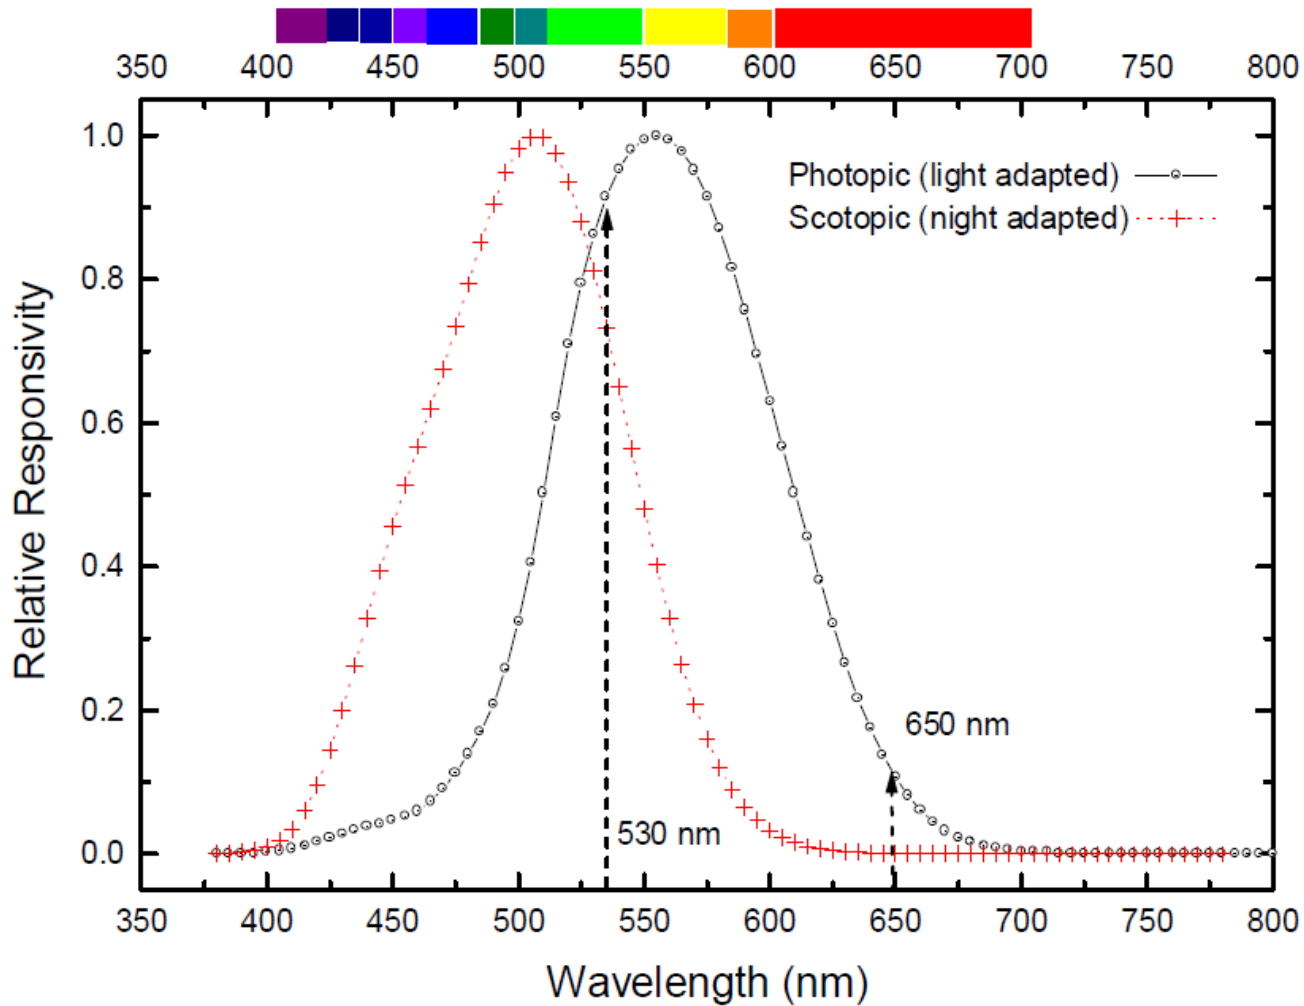 350 400 450 500 550 600 650 700 750 800
1.0
Photopic (light adapted)
Scotopic (night adapted)
0.8
0.6
0.4
0.2
0.0
Relative Responsivity
650 nm
530 nm
350 400 450 500 550 600 650 700 750 800
Wavelength (nm)